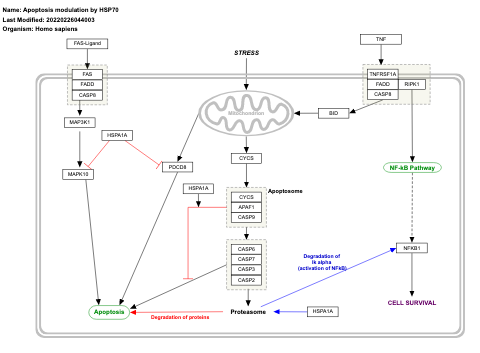 Name: Apoptosis modulation by HSP70
Last Modified: 20220226044003
Organism: Homo sapiens
FAS-Ligand
TNF
STRESS
FAS
FADD
CASP8
TNFRSF1A
FADD
RIPK1
CASP8
Mitochondrion
BID
MAP3K1
HSPA1A
CYCS
PDCD8
NF-kB Pathway
MAPK10
HSPA1A
Apoptosome
CYCS
APAF1
CASP9
CASP6
CASP7
CASP3
CASP2
NFKB1
Degradation of
Ik alpha
(activation of NFkB)
CELL SURVIVAL
Apoptosis
Degradation of proteins
Proteasome
HSPA1A